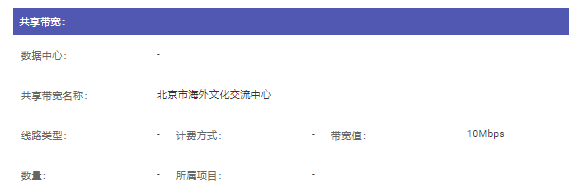 共享带宽:
数据中心: -
共享带宽名称: 北京市海外文化交流中心
线路类型: - 计费方式: - 带宽值: 10Mbps
数量: - 所属项目: -